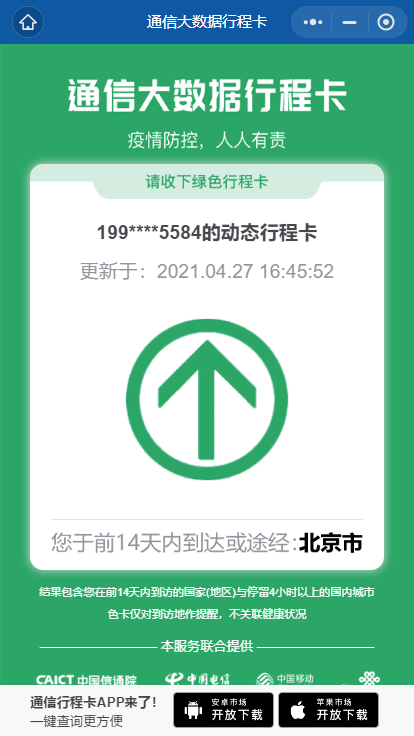 通信大数据行程卡
通信大数据行程卡
疫情防控，人人有责
请收下绿色行程卡
199****5584的动态行程卡
更新于：2021.04.27 16:45:52
您于前14天内到达或途经:北京市
结果包含您在前14天内到访的国家(地区)与停留4小时以上的国内城市
色卡仅对到访地作提醒，不关联健康状况
本服务联合提供
CAICT 中国信通院 中国电信 中国移动
通信行程卡APP来了!
一键查询更方便
安卓市场
开放下载
苹果市场
开放下载